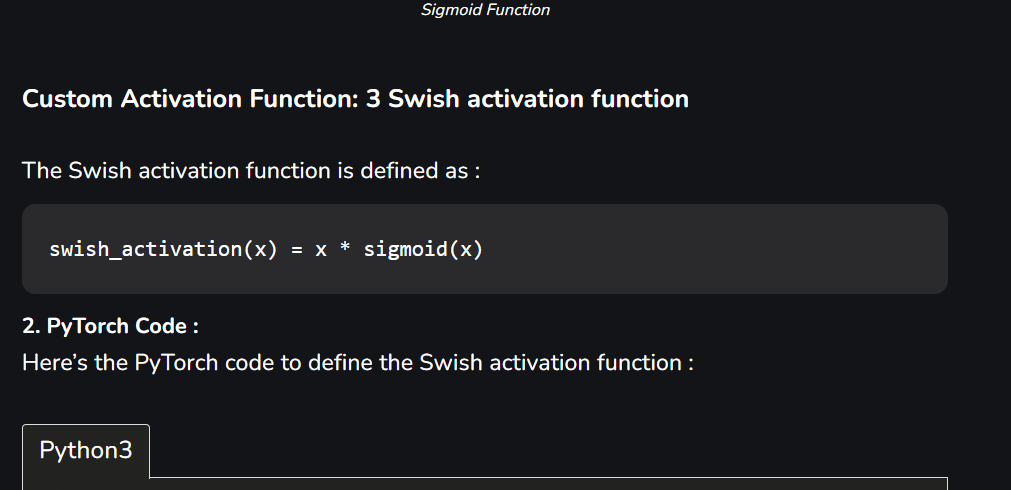 Sigmoid Function
Custom Activation Function: 3 Swish activation function
The Swish activation function is defined as :
swish_activation(x) = x * sigmoid(x)
2. PyTorch Code :
Here’s the PyTorch code to define the Swish activation function :
Python3